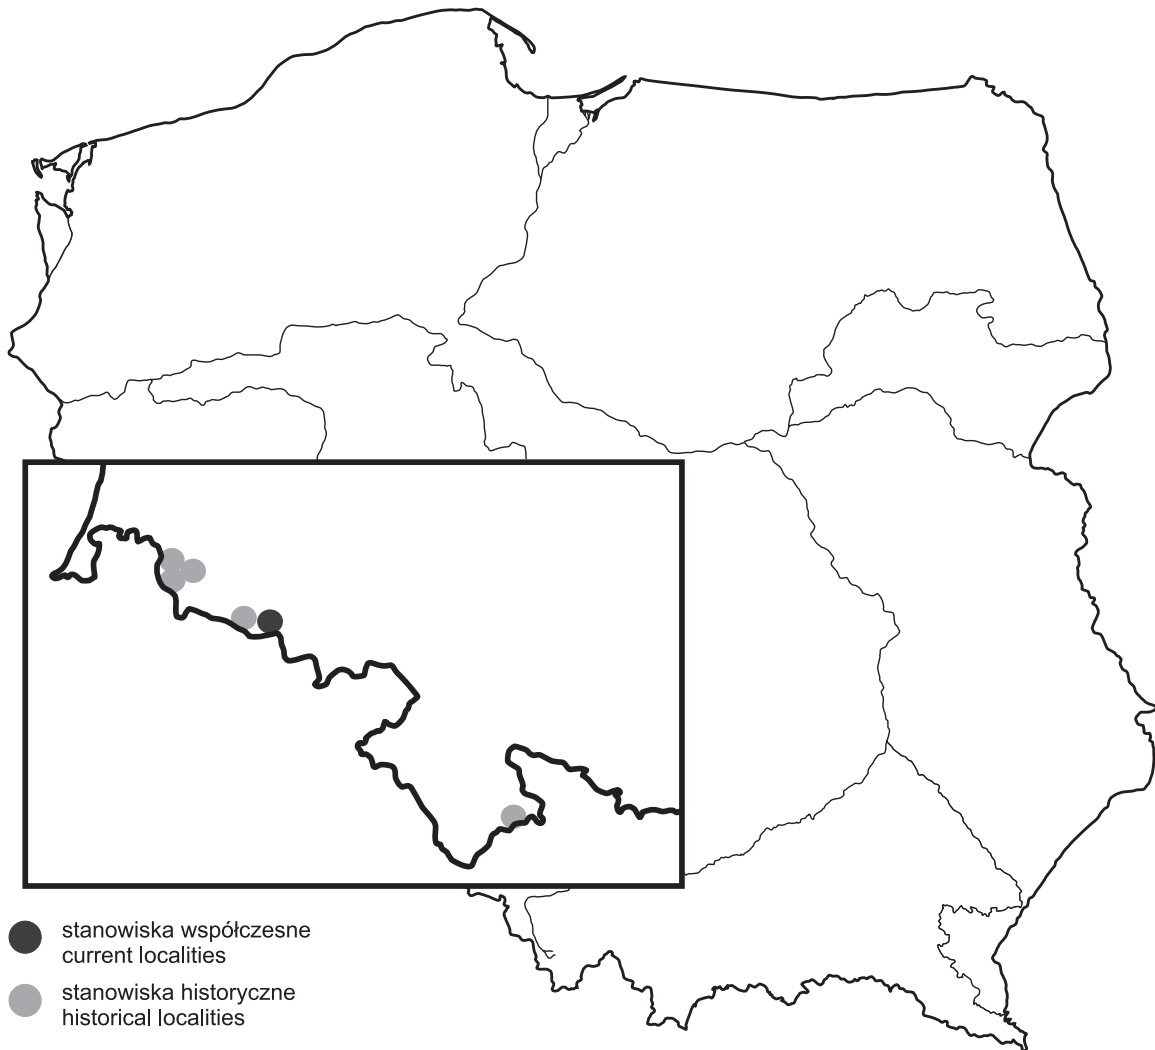 stanowiska współczesne
current localities
stanowiska historyczne
historical localities